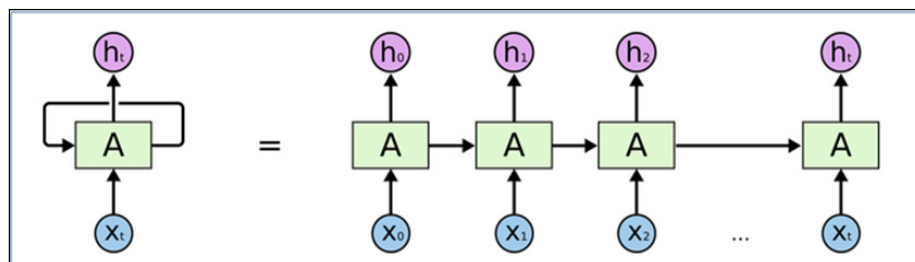 hₜ h₀ h₁ h₂ hₜ
A = A A A A
xₜ x₀ x₁ x₂ ... xₜ